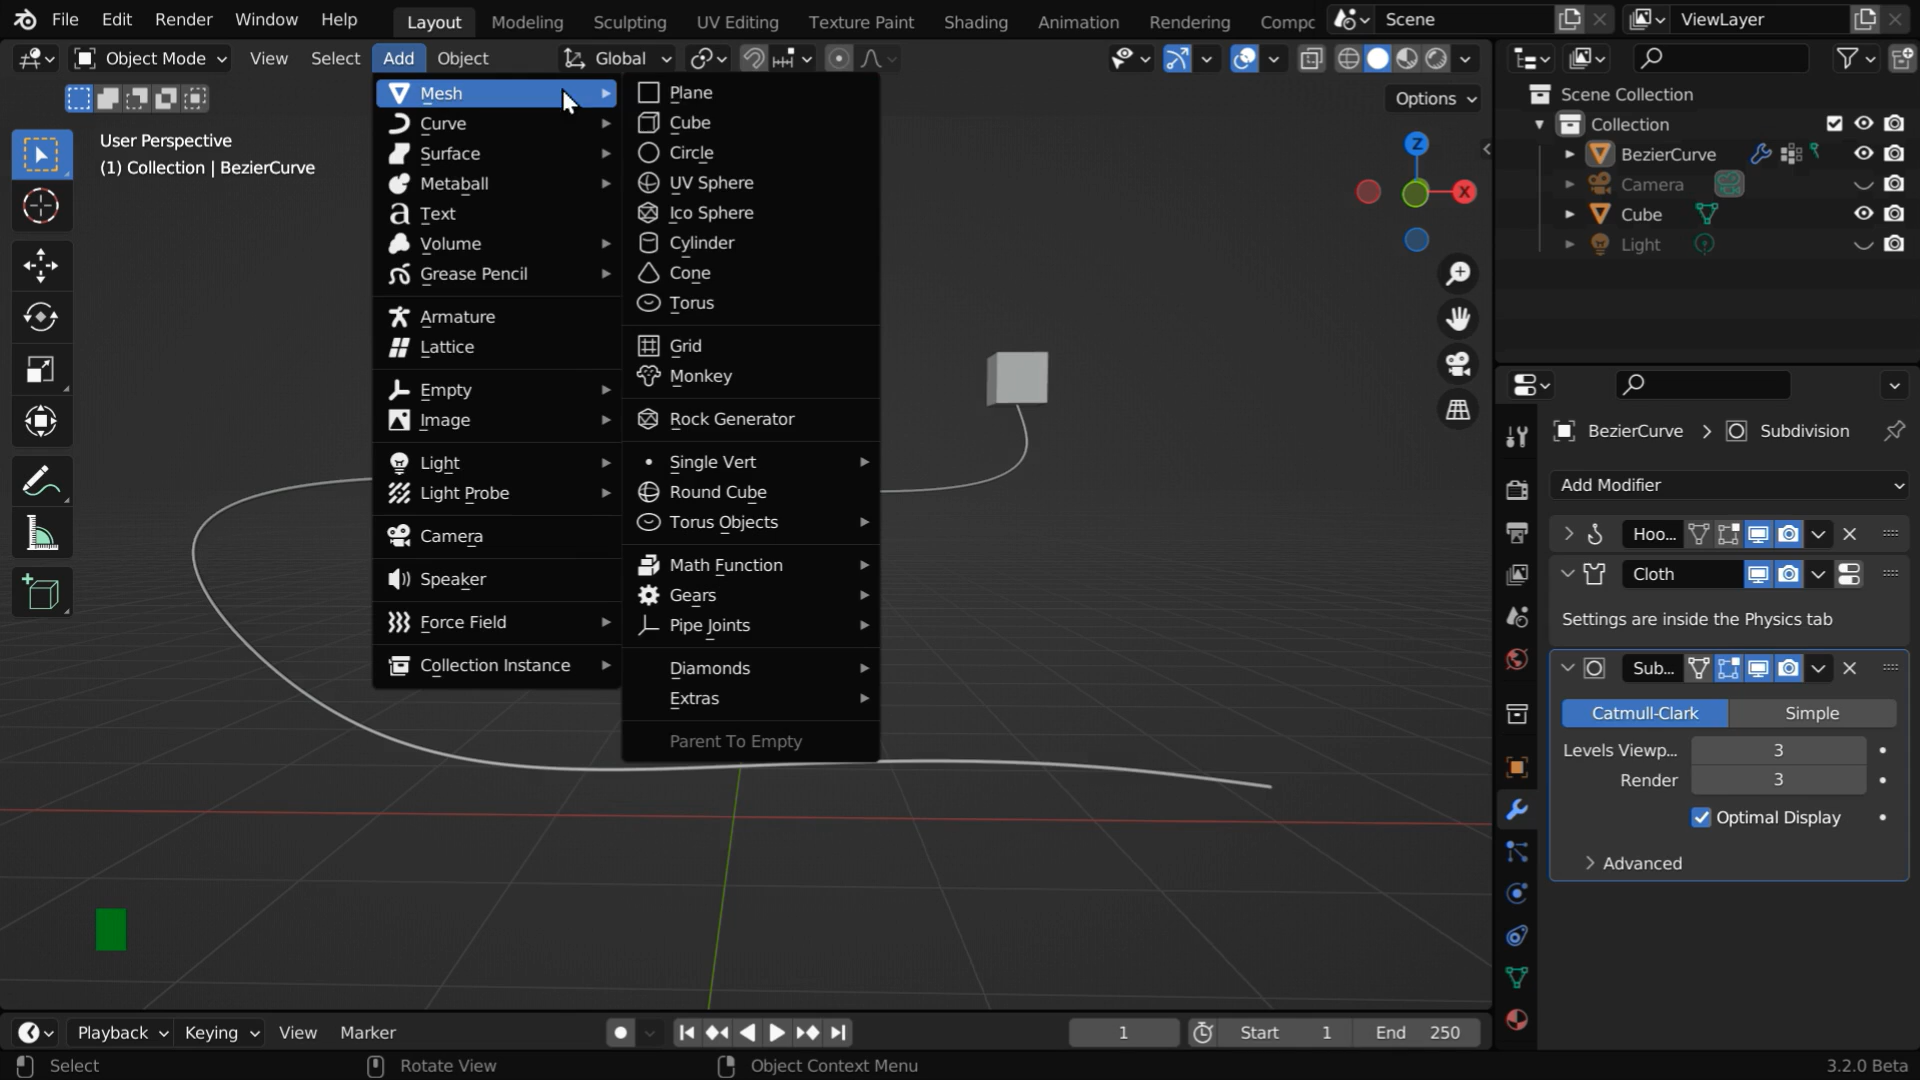 File Edit Render Window Help Layout Modeling Sculpting UV Editing Texture Paint Shading Animation Rendering Compc Scene ViewLayer
Object Mode View Select Add Object Global
Options
User Perspective
(1) Collection | BezierCurve
Mesh
Curve
Surface
Metaball
Text
Volume
Grease Pencil
Armature
Lattice
Empty
Image
Light
Light Probe
Camera
Speaker
Force Field
Collection Instance
Plane
Cube
Circle
UV Sphere
Ico Sphere
Cylinder
Cone
Torus
Grid
Monkey
Rock Generator
Single Vert
Round Cube
Torus Objects
Math Function
Gears
Pipe Joints
Diamonds
Extras
Parent To Empty
Z
X
Scene Collection
Collection
BezierCurve
Camera
Cube
Light
BezierCurve > Subdivision
Add Modifier
Hoo...
Cloth
Settings are inside the Physics tab
Sub...
Catmull-Clark Simple
Levels Viewp... 3
Render 3
Optimal Display
Advanced
Playback Keying View Marker 1 Start 1 End 250
Select Rotate View Object Context Menu 3.2.0 Beta